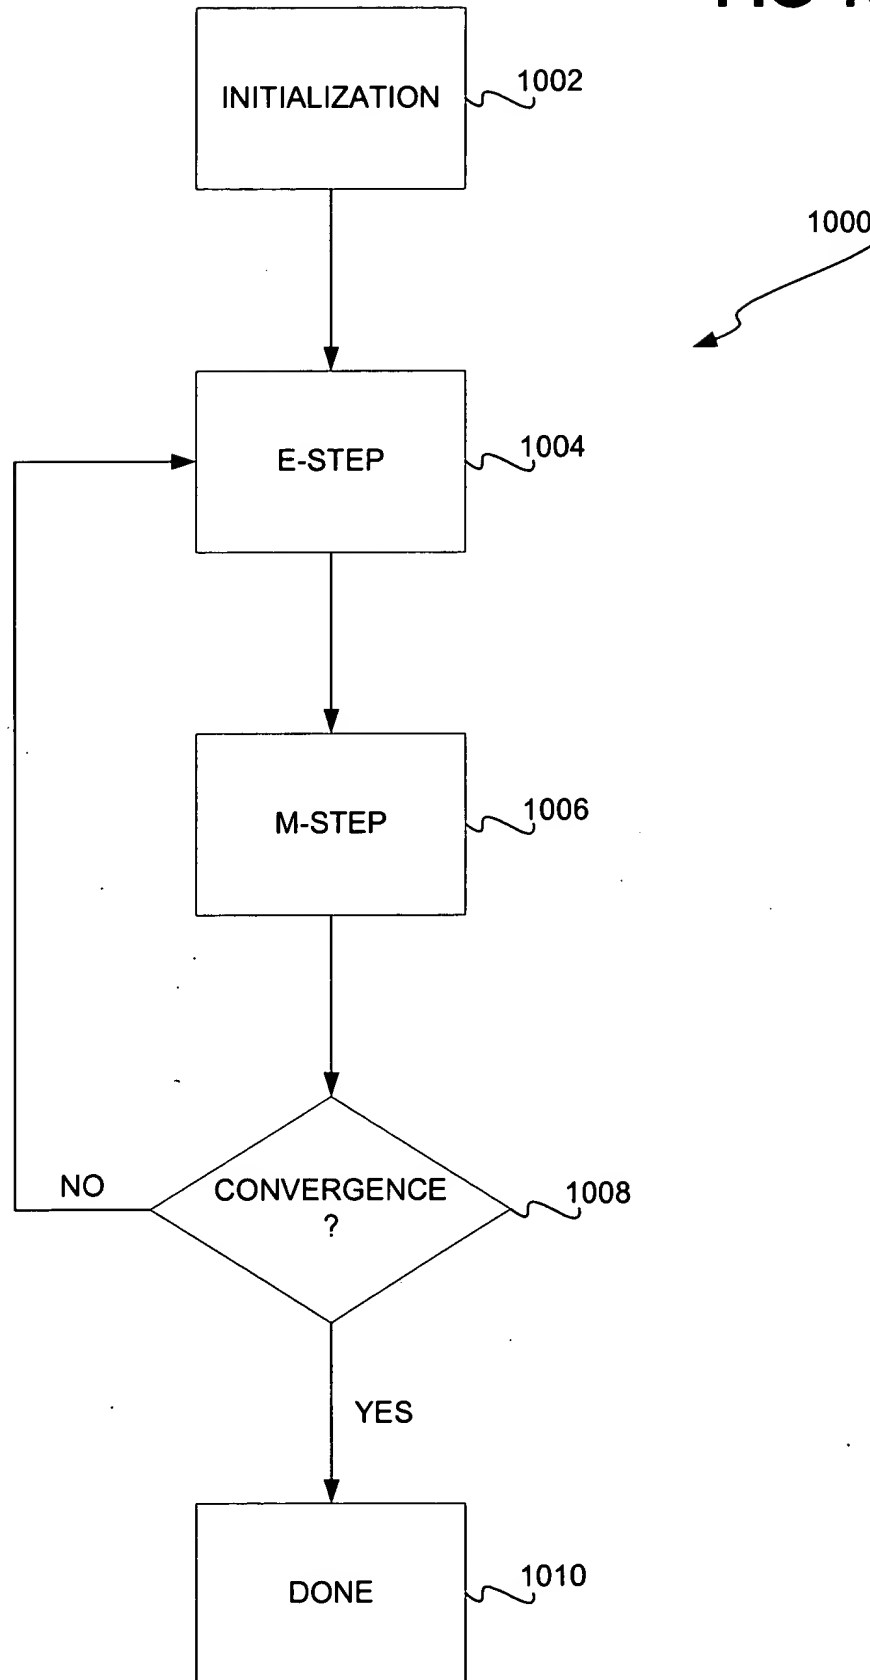 INITIALIZATION
1002
1000
E-STEP
1004
M-STEP
1006
CONVERGENCE
?
NO
1008
YES
DONE
1010